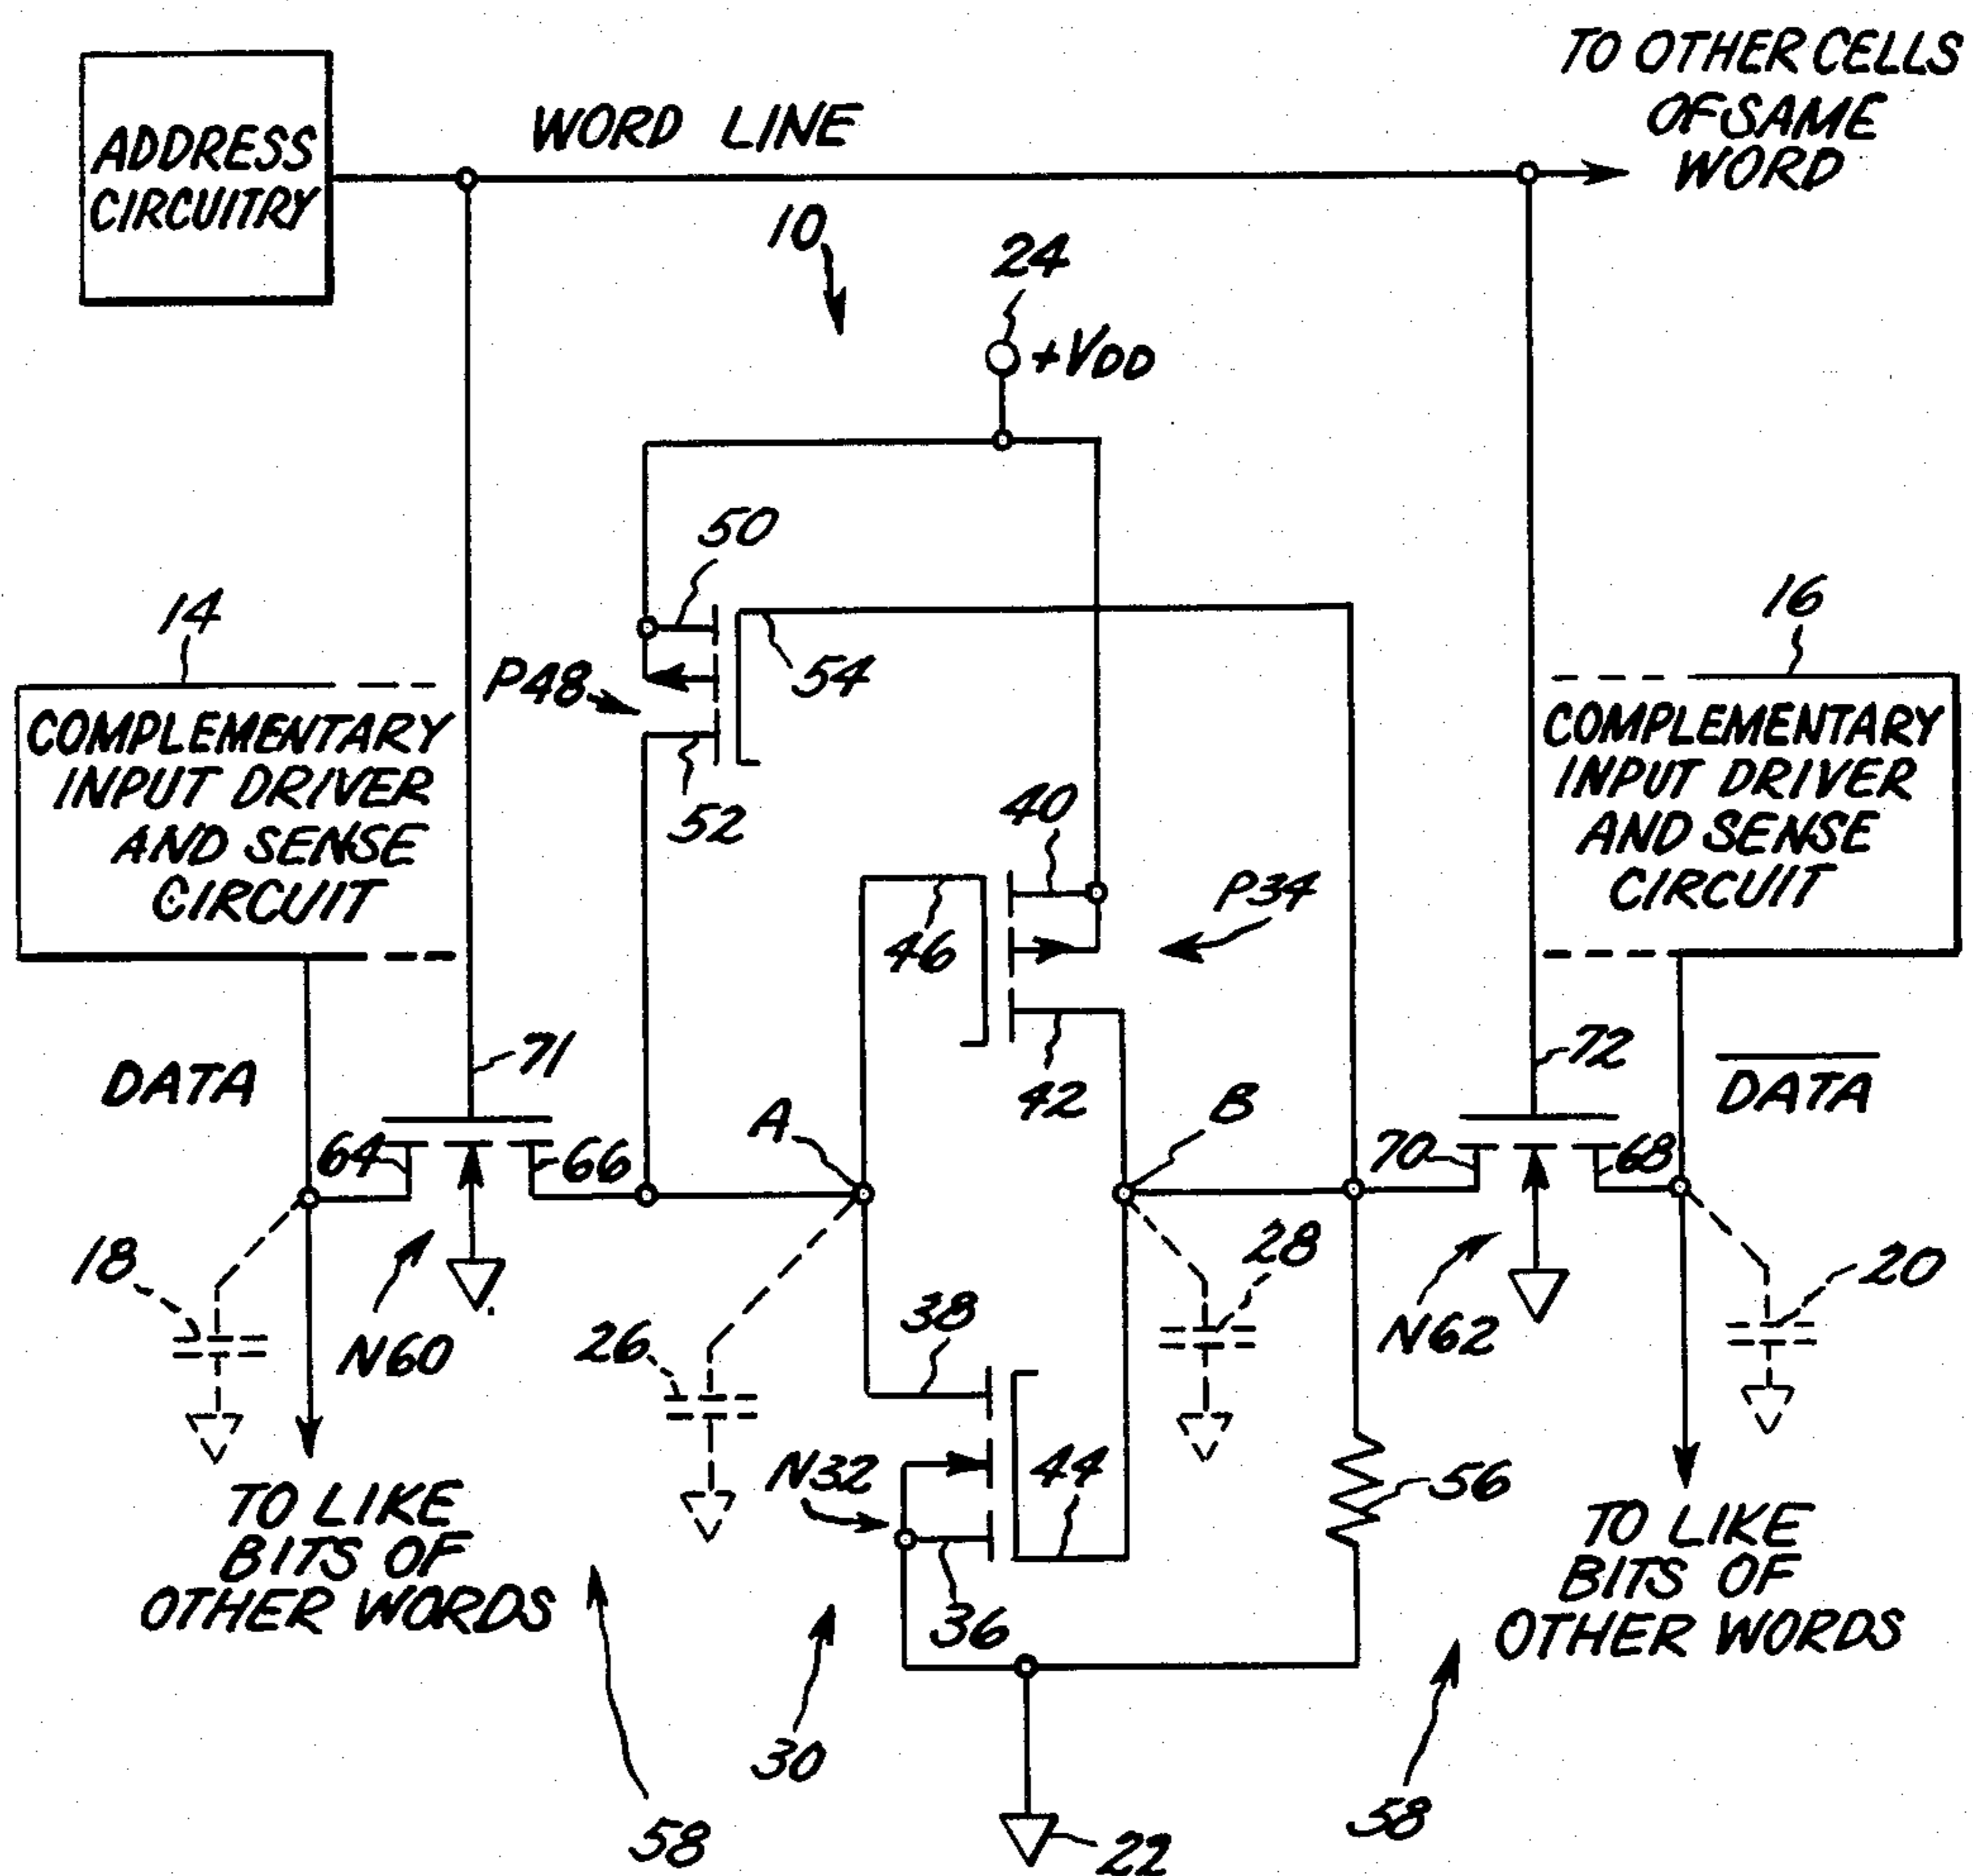 TO OTHER CELLS
OF SAME
WORD
ADDRESS
CIRCUITRY
WORD LINE
10
24
+VDD
50
14
16
P48
54
COMPLEMENTARY
INPUT DRIVER
AND SENSE
CIRCUIT
52
40
COMPLEMENTARY
INPUT DRIVER
AND SENSE
CIRCUIT
P34
46
71
72
DATA
42
A
B
DATA
64
66
70
68
18
28
20
N60
26
38
N62
N32
44
56
TO LIKE
BITS OF
OTHER WORDS
36
TO LIKE
BITS OF
OTHER WORDS
30
58
58
22